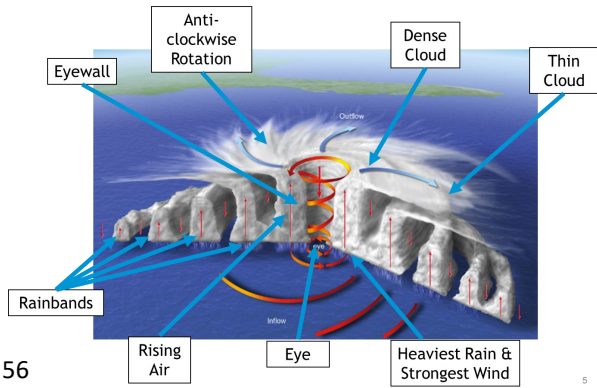 Anti-
clockwise
Rotation
Dense
Cloud
Thin
Cloud
Eyewall
Outflow
eye
Rainbands
Inflow
Rising
Air
Eye
Heaviest Rain &
Strongest Wind
56
5